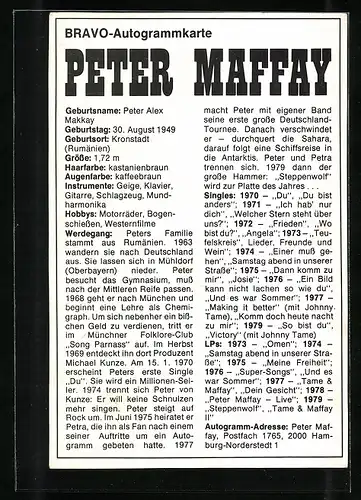 BRAVO-Autogrammkarte
PETER MAFFAY
Geburtsname: Peter Alex
Makkay
Geburtstag: 30. August 1949
Geburtsort: Kronstadt
(Rumänien)
Größe: 1,72 m
Haarfarbe: kastanienbraun
Augenfarbe: kaffeebraun
Instrumente: Geige, Klavier,
Gitarre, Schlagzeug, Mund-
harmonika
Hobbys: Motorräder, Bogen-
schießen, Westernfilme
Werdegang: Peters Familie
stammt aus Rumänien. 1963
wandern sie nach Deutschland
aus. Sie lassen sich in Mühldorf
(Oberbayern) nieder. Peter
besucht das Gymnasium, muß
nach der Mittleren Reife passen.
1968 geht er nach München und
beginnt eine Lehre als Chemi-
graph. Um sich nebenher ein biß-
chen Geld zu verdienen, tritt er
im Münchner Folklore-Club
„Song Parnass" auf. Im Herbst
1969 entdeckt ihn dort Produzent
Michael Kunze. Am 15. 1. 1970
erscheint Peters erste Single
„Du". Sie wird ein Millionen-Sel-
ler. 1974 trennt sich Peter von
Kunze: Er will keine Schnulzen
mehr singen. Peter steigt auf
Rock um. Im Juni 1975 heiratet er
Petra, die ihn als Fan nach einem
seiner Auftritte um ein Auto-
gramm gebeten hatte. 1977
macht Peter mit eigener Band
seine erste große Deutschland-
Tournee. Danach verschwindet
er – durchquert die Sahara,
darauf folgt eine Schiffsreise in
die Antarktis. Peter und Petra
trennen sich. 1979 dann der
große Hammer: „Steppenwolf"
wird zur Platte des Jahres . . .
Singles: 1970 – „Du", „Du bist
anders"; 1971 – „Ich hab' nur
dich", „Welcher Stern steht über
uns?"; 1972 – „Frieden", „Wo
bist du?", „Angela"; 1973 – „Teu-
felskreis", Lieder, Freunde und
Wein"; 1974 – „Einer muß ge-
hen", „Samstag abend in unserer
Straße"; 1975 – „Dann komm zu
mir", „Josie"; 1976 – „Ein Bild
kann nicht lachen so wie du",
„Und es war Sommer"; 1977 –
„Making it better" (mit Johnny
Tame), „Komm doch heute nacht
zu mir"; 1979 – „So bist du",
„Victory" (mit Johnny Tame)
LPs: 1973 – „Omen"; 1974 –
„Samstag abend in unserer Stra-
ße"; 1975 – „Meine Freiheit";
1976 – „Super-Songs", „Und es
war Sommer"; 1977 – „Tame &
Maffay", „Dein Gesicht"; 1978 –
„Peter Maffay – Live"; 1979 –
„Steppenwolf", „Tame & Maffay
II"
Autogramm-Adresse: Peter Maf-
fay, Postfach 1765, 2000 Ham-
burg-Norderstedt 1